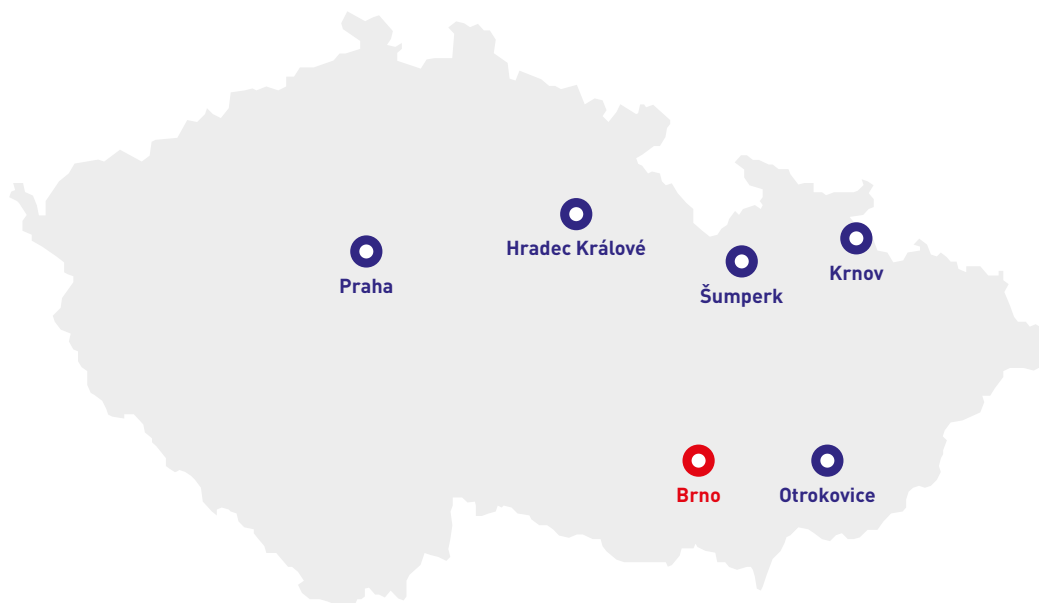 Hradec Králové
Krnov
Praha
Šumperk
Brno
Otrokovice